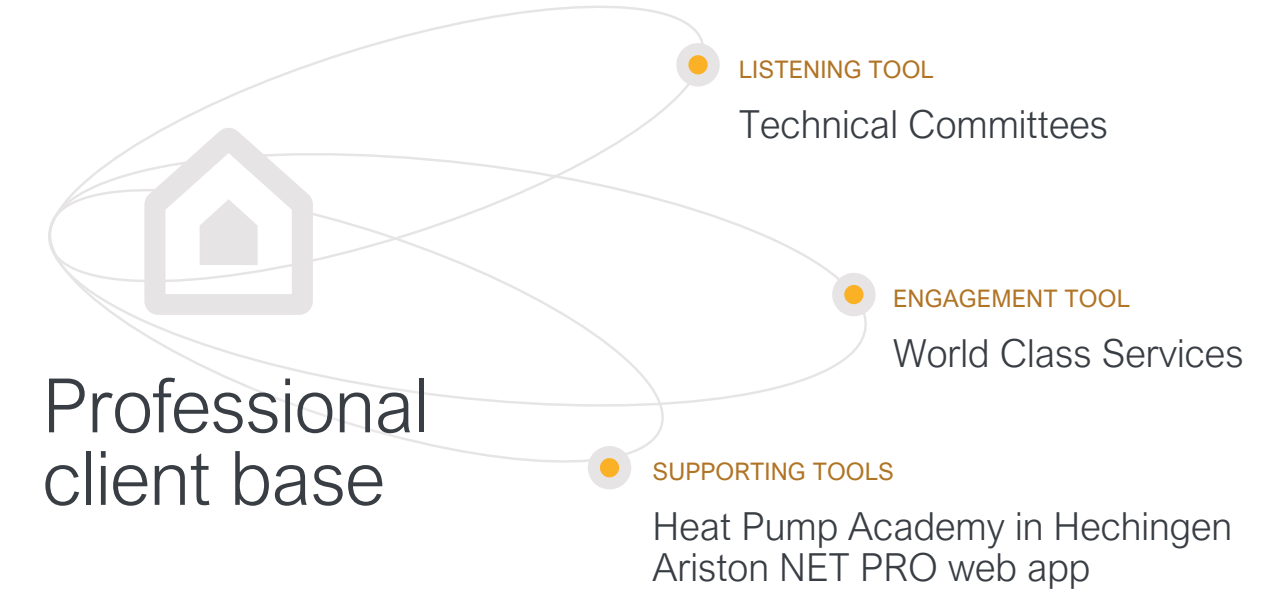 LISTENING TOOL
Technical Committees
ENGAGEMENT TOOL
World Class Services
Professional
client base
SUPPORTING TOOLS
Heat Pump Academy in Hechingen
Ariston NET PRO web app